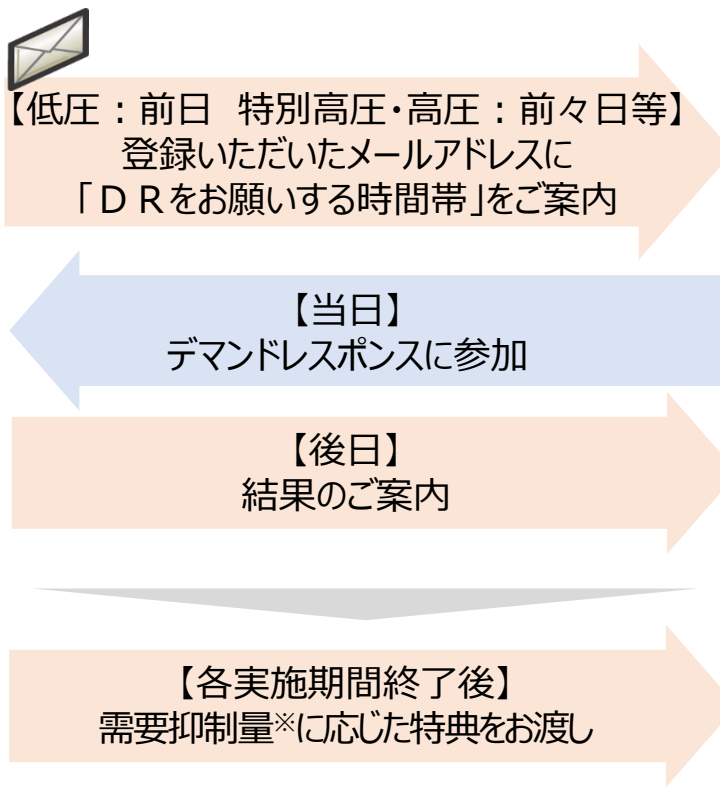 【低圧：前日　特別高圧・高圧：前々日等】
登録いただいたメールアドレスに
「ＤＲをお願いする時間帯」をご案内
【当日】
デマンドレスポンスに参加
【後日】
結果のご案内
【各実施期間終了後】
需要抑制量※に応じた特典をお渡し